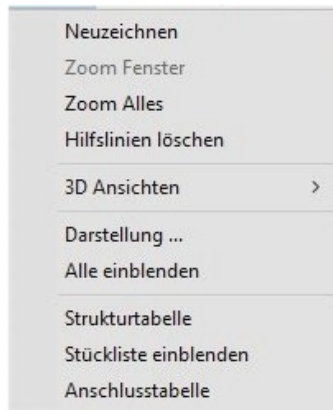 Neuzeichnen
Zoom Fenster
Zoom Alles
Hilfslinien löschen
3D Ansichten
Darstellung ...
Alle einblenden
Strukturtabelle
Stückliste einblenden
Anschlusstabelle